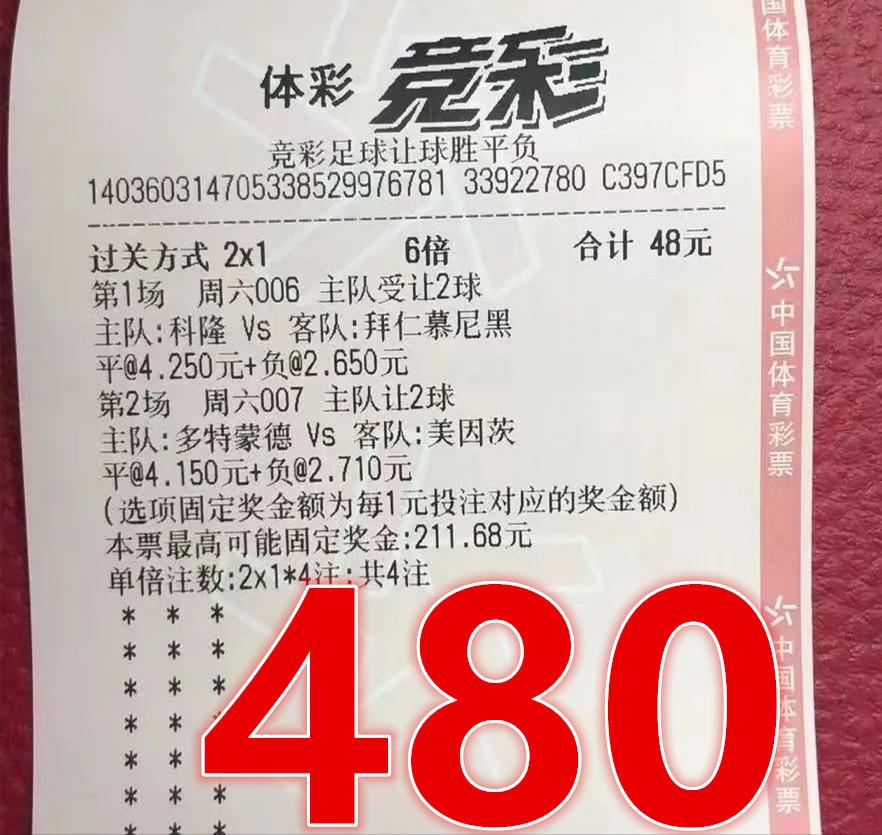 体彩 竞彩
竞彩足球让球胜平负
140360314705338529976781 33922780 C397CFD5
过关方式 2x1 6倍 合计 48元
第1场 周六006 主队受让2球
主队:科隆 Vs 客队:拜仁慕尼黑
平@4.250元+负@2.650元
第2场 周六007 主队让2球
主队:多特蒙德 Vs 客队:美因茨
平@4.150元+负@2.710元
(选项固定奖金额为每1元投注对应的奖金额)
本票最高可能固定奖金:211.68元
单倍注数:2x1*4注;共4注
* * *
* * *
* * *
* *
* *
* * *
* * *
480
国体育彩票
中国体育彩票
中国体育彩票